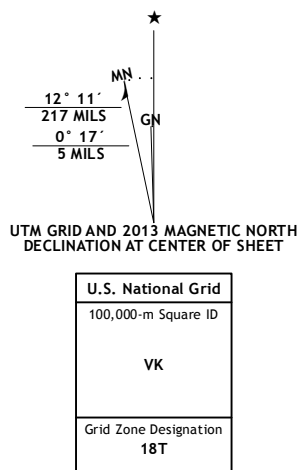 ★
MN
GN
12° 11´
217 MILS
0° 17´
5 MILS
UTM GRID AND 2013 MAGNETIC NORTH
DECLINATION AT CENTER OF SHEET
U.S. National Grid
100,000-m Square ID
VK
Grid Zone Designation
18T